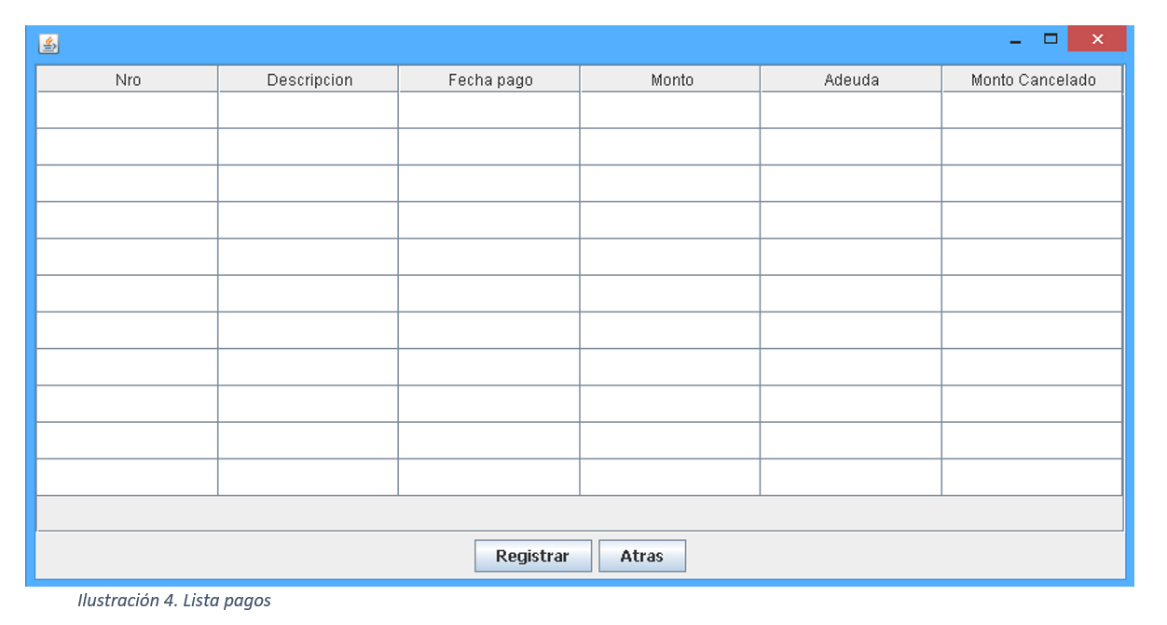 Nro Descripcion Fecha pago Monto Adeuda Monto Cancelado
Registrar Atras
Ilustración 4. Lista pagos